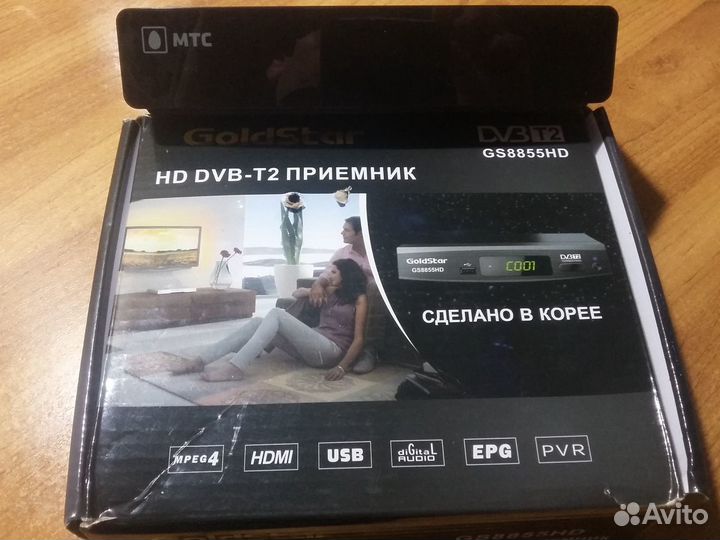 МТС
GoldStar
DVB T2
GS8855HD
HD DVB-T2 ПРИЕМНИК
GoldStar
GS8855HD
C001
DVB T2
СДЕЛАНО В КОРЕЕ
MPEG4
HDMI
USB
diGitaL AUDIO
EPG
PVR
GS8855HD
Avito